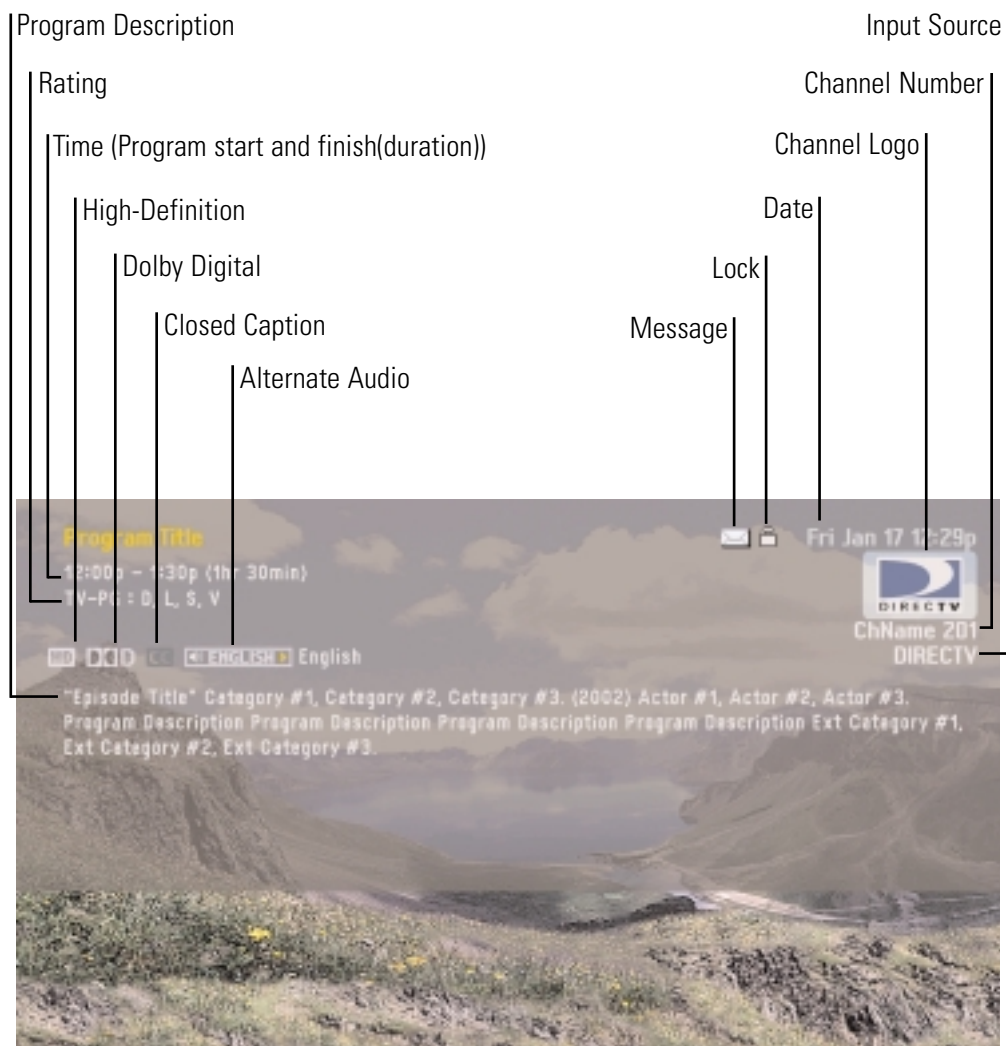 Program Description
Input Source
Rating
Channel Number
Time (Program start and finish(duration))
Channel Logo
High-Definition
Date
Dolby Digital
Lock
Closed Caption
Message
Alternate Audio
Program Title
Fri Jan 17 12:29p
12:00p - 1:30p (1hr 30min)
TV-PG : D, L, S, V
DIRECTV
ChName 201
HD DD CC ENGLISH English
DIRECTV
"Episode Title" Category #1, Category #2, Category #3. (2002) Actor #1, Actor #2, Actor #3.
Program Description Program Description Program Description Program Description Ext Category #1,
Ext Category #2, Ext Category #3.